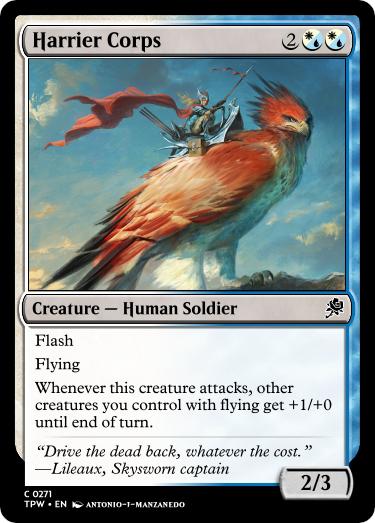 Harrier Corps 2
Creature — Human Soldier
Flash
Flying
Whenever this creature attacks, other
creatures you control with flying get +1/+0
until end of turn.
“Drive the dead back, whatever the cost.”
—Lileaux, Skysworn captain
2/3
C 0271
TPW • EN ANTONIO-J-MANZANEDO